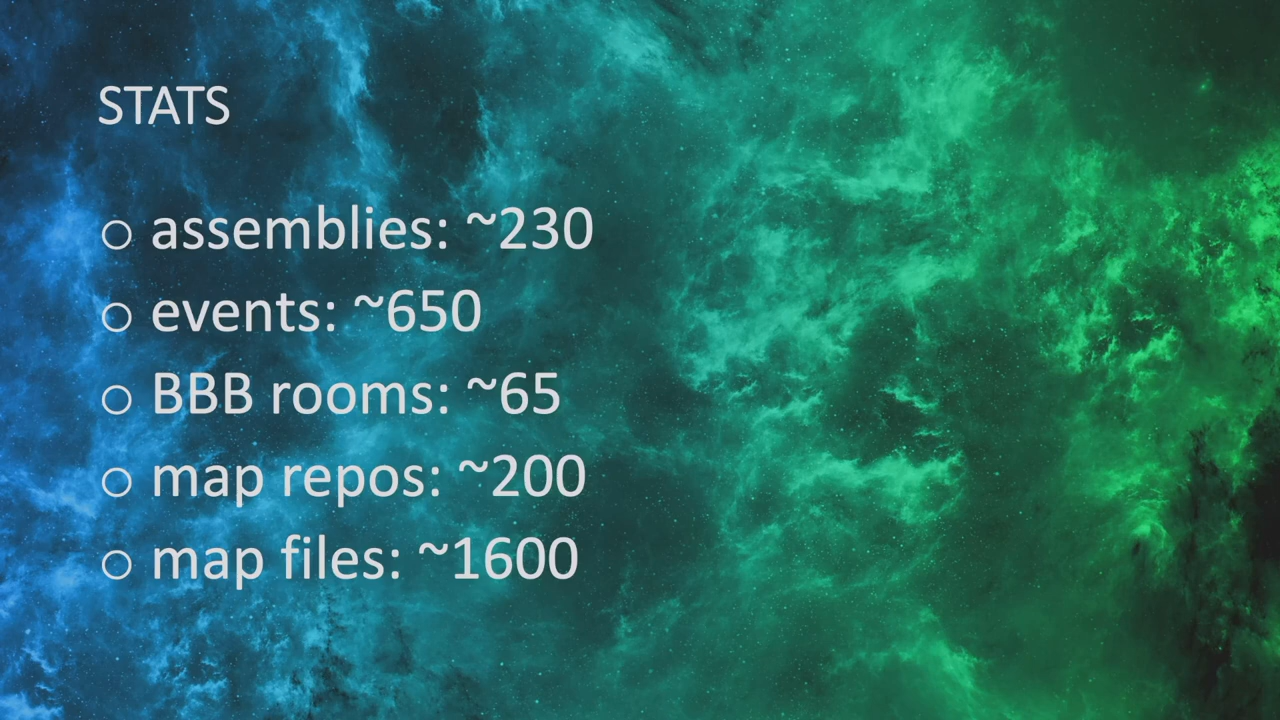 STATS
o assemblies: ~230
o events: ~650
o BBB rooms: ~65
o map repos: ~200
o map files: ~1600